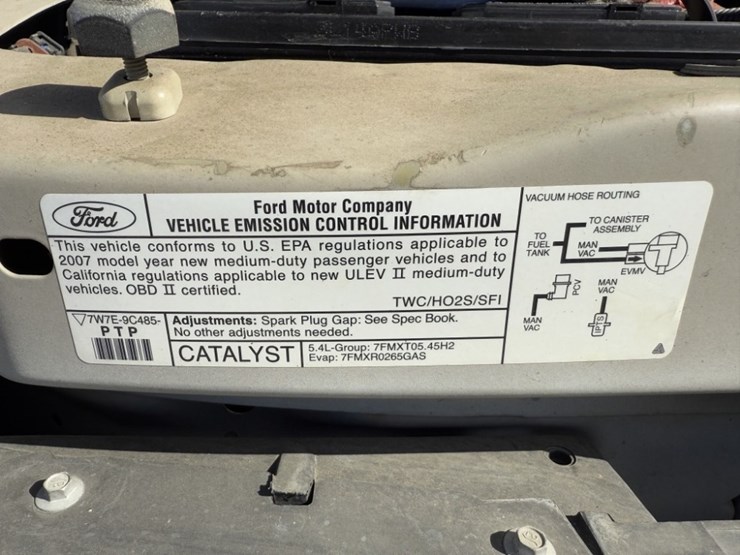 Ford
Ford Motor Company
VEHICLE EMISSION CONTROL INFORMATION
This vehicle conforms to U.S. EPA regulations applicable to
2007 model year new medium-duty passenger vehicles and to
California regulations applicable to new ULEV II medium-duty
vehicles. OBD II certified.
TWC/HO2S/SFI
7W7E-9C485-
PTP
Adjustments: Spark Plug Gap: See Spec Book.
No other adjustments needed.
CATALYST
5.4L-Group: 7FMXT05.45H2
Evap: 7FMXR0265GAS
VACUUM HOSE ROUTING
TO CANISTER
ASSEMBLY
TO
FUEL
TANK
MAN
VAC
EVMV
PCV
MAN
VAC
MAN
VAC